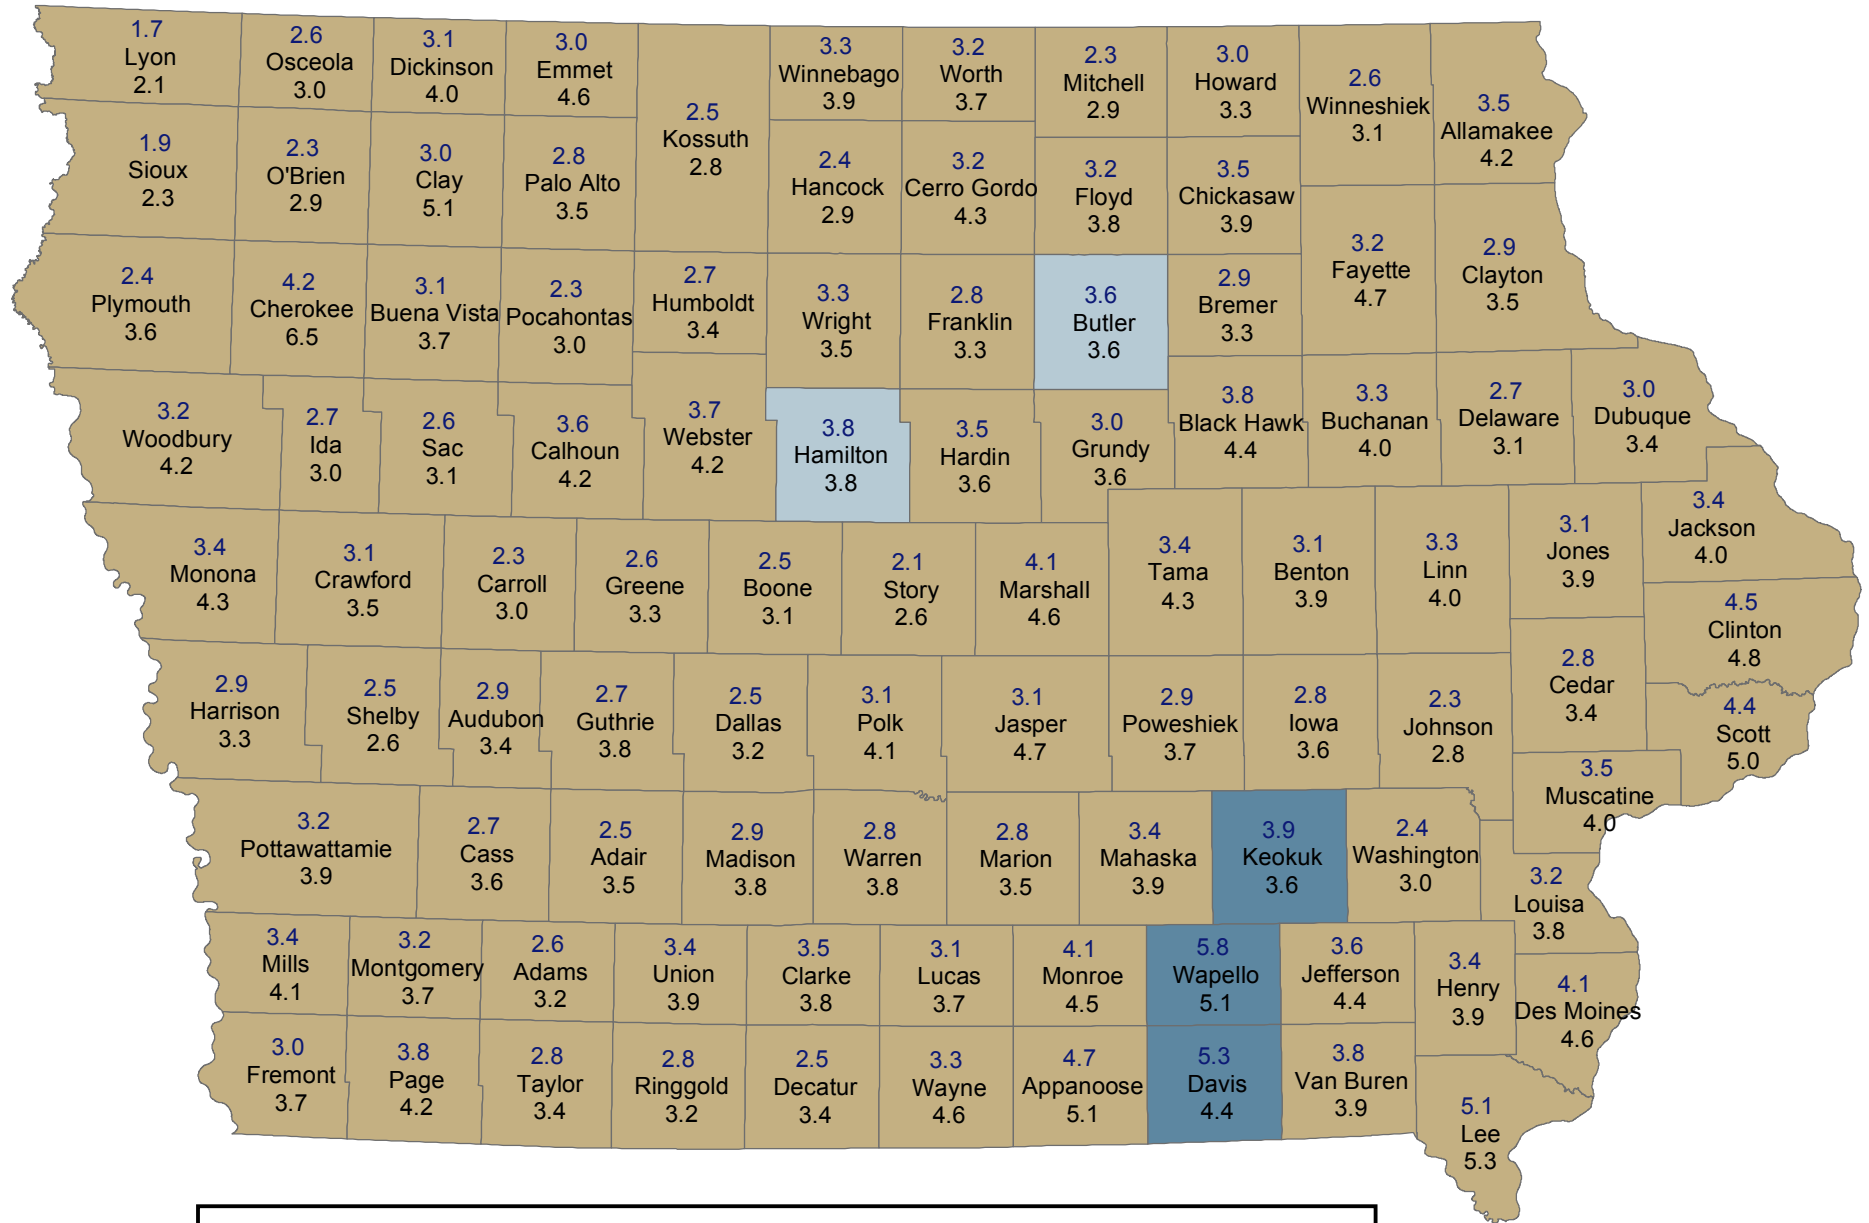 1.7
Lyon
2.1
2.6
Osceola
3.0
3.1
Dickinson
4.0
3.0
Emmet
4.6
2.5
Kossuth
2.8
3.3
Winnebago
3.9
3.2
Worth
3.7
2.3
Mitchell
2.9
3.0
Howard
3.3
2.6
Winneshiek
3.1
3.5
Allamakee
4.2
1.9
Sioux
2.3
2.3
O'Brien
2.9
3.0
Clay
5.1
2.8
Palo Alto
3.5
2.4
Hancock
2.9
3.2
Cerro Gordo
4.3
3.2
Floyd
3.8
3.5
Chickasaw
3.9
3.2
Fayette
4.7
2.9
Clayton
3.5
2.4
Plymouth
3.6
4.2
Cherokee
6.5
3.1
Buena Vista
3.7
2.3
Pocahontas
3.0
2.7
Humboldt
3.4
3.3
Wright
3.5
2.8
Franklin
3.3
3.6
Butler
3.6
2.9
Bremer
3.3
3.2
Woodbury
4.2
2.7
Ida
3.0
2.6
Sac
3.1
3.6
Calhoun
4.2
3.7
Webster
4.2
3.8
Hamilton
3.8
3.5
Hardin
3.6
3.0
Grundy
3.6
3.8
Black Hawk
4.4
3.3
Buchanan
4.0
2.7
Delaware
3.1
3.0
Dubuque
3.4
3.4
Monona
4.3
3.1
Crawford
3.5
2.3
Carroll
3.0
2.6
Greene
3.3
2.5
Boone
3.1
2.1
Story
2.6
4.1
Marshall
4.6
3.4
Tama
4.3
3.1
Benton
3.9
3.3
Linn
4.0
3.1
Jones
3.9
3.4
Jackson
4.0
4.5
Clinton
4.8
2.9
Harrison
3.3
2.5
Shelby
2.6
2.9
Audubon
3.4
2.7
Guthrie
3.8
2.5
Dallas
3.2
3.1
Polk
4.1
3.1
Jasper
4.7
2.9
Poweshiek
3.7
2.8
Iowa
3.6
2.3
Johnson
2.8
2.8
Cedar
3.4
4.4
Scott
5.0
3.5
Muscatine
4.0
3.2
Pottawattamie
3.9
2.7
Cass
3.6
2.5
Adair
3.5
2.9
Madison
3.8
2.8
Warren
3.8
2.8
Marion
3.5
3.4
Mahaska
3.9
3.9
Keokuk
3.6
2.4
Washington
3.0
3.2
Louisa
3.8
3.4
Mills
4.1
3.2
Montgomery
3.7
2.6
Adams
3.2
3.4
Union
3.9
3.5
Clarke
3.8
3.1
Lucas
3.7
4.1
Monroe
4.5
5.8
Wapello
5.1
3.6
Jefferson
4.4
3.4
Henry
3.9
4.1
Des Moines
4.6
3.0
Fremont
3.7
3.8
Page
4.2
2.8
Taylor
3.4
2.8
Ringgold
3.2
2.5
Decatur
3.4
3.3
Wayne
4.6
4.7
Appanoose
5.1
5.3
Davis
4.4
3.8
Van Buren
3.9
5.1
Lee
5.3